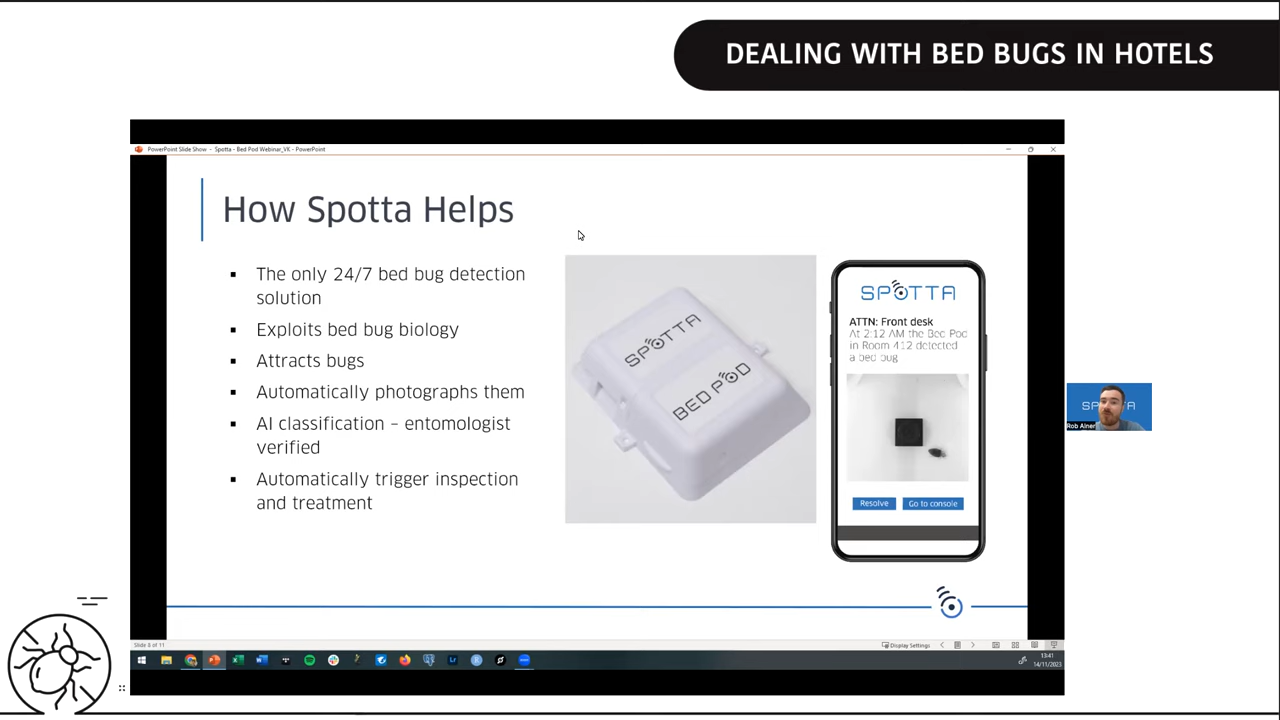 DEALING WITH BED BUGS IN HOTELS
PowerPoint Slide Show - Spotta - Bed Pod Webinar_VK - PowerPoint
How Spotta Helps
The only 24/7 bed bug detection
solution
Exploits bed bug biology
Attracts bugs
Automatically photographs them
AI classification – entomologist
verified
Automatically trigger inspection
and treatment
SPOTTA
BED POD
SPOTTA
ATTN: Front desk
At 2:12 AM the Bed Pod
in Room 412 detected
a bed bug
Resolve
Go to console
SPOTTA
Rob Alner
Slide 8 of 11
Display Settings
13:41
14/11/2023